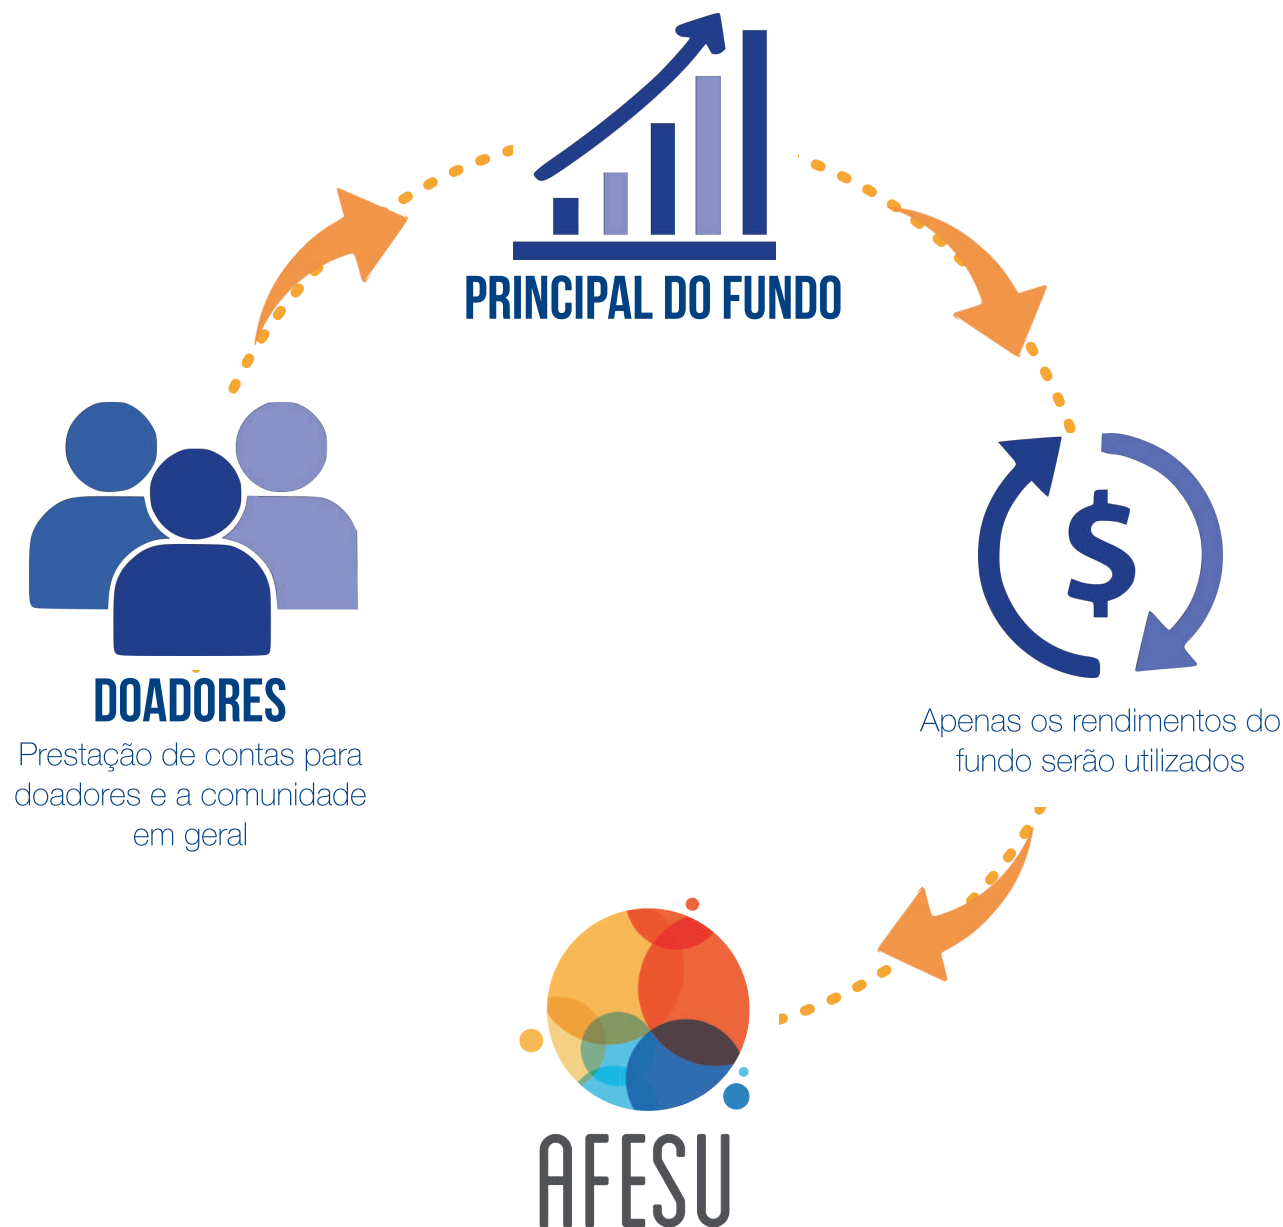 PRINCIPAL DO FUNDO
$
DOADORES
Prestação de contas para
doadores e a comunidade
em geral
Apenas os rendimentos do
fundo serão utilizados
AFESU